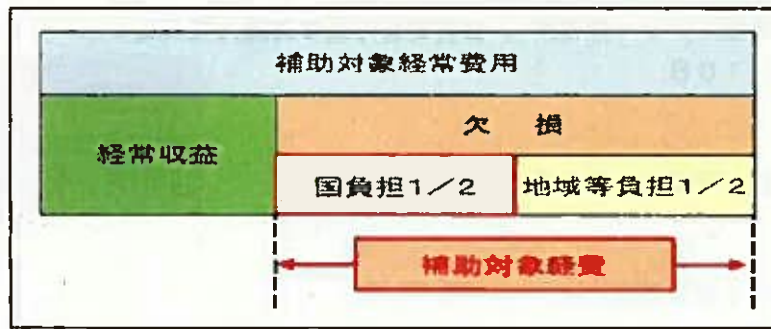 補助対象経常費用
経常収益
欠 損
国負担1/2
地域等負担1/2
補助対象経費